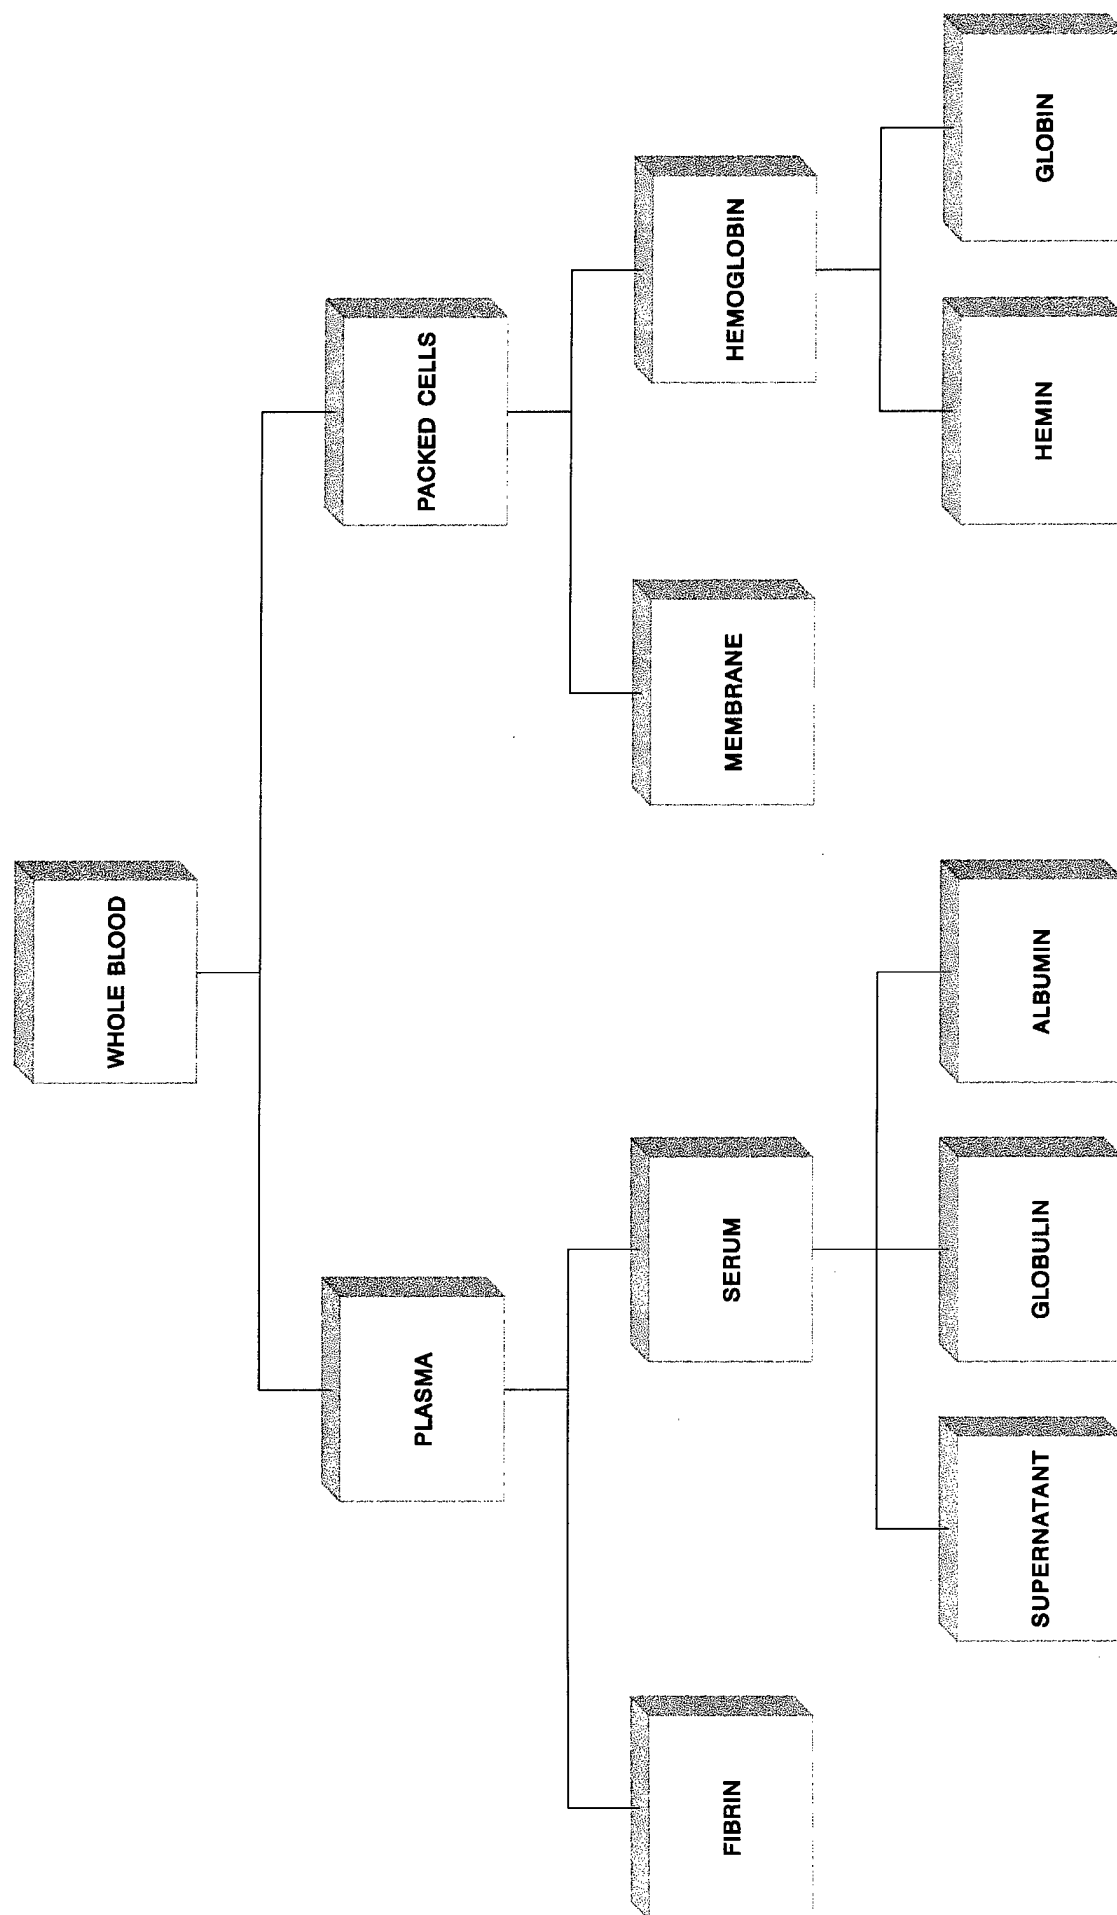 WHOLE BLOOD
PLASMA
PACKED CELLS
FIBRIN
SERUM
MEMBRANE
HEMOGLOBIN
SUPERNATANT
GLOBULIN
ALBUMIN
HEMIN
GLOBIN